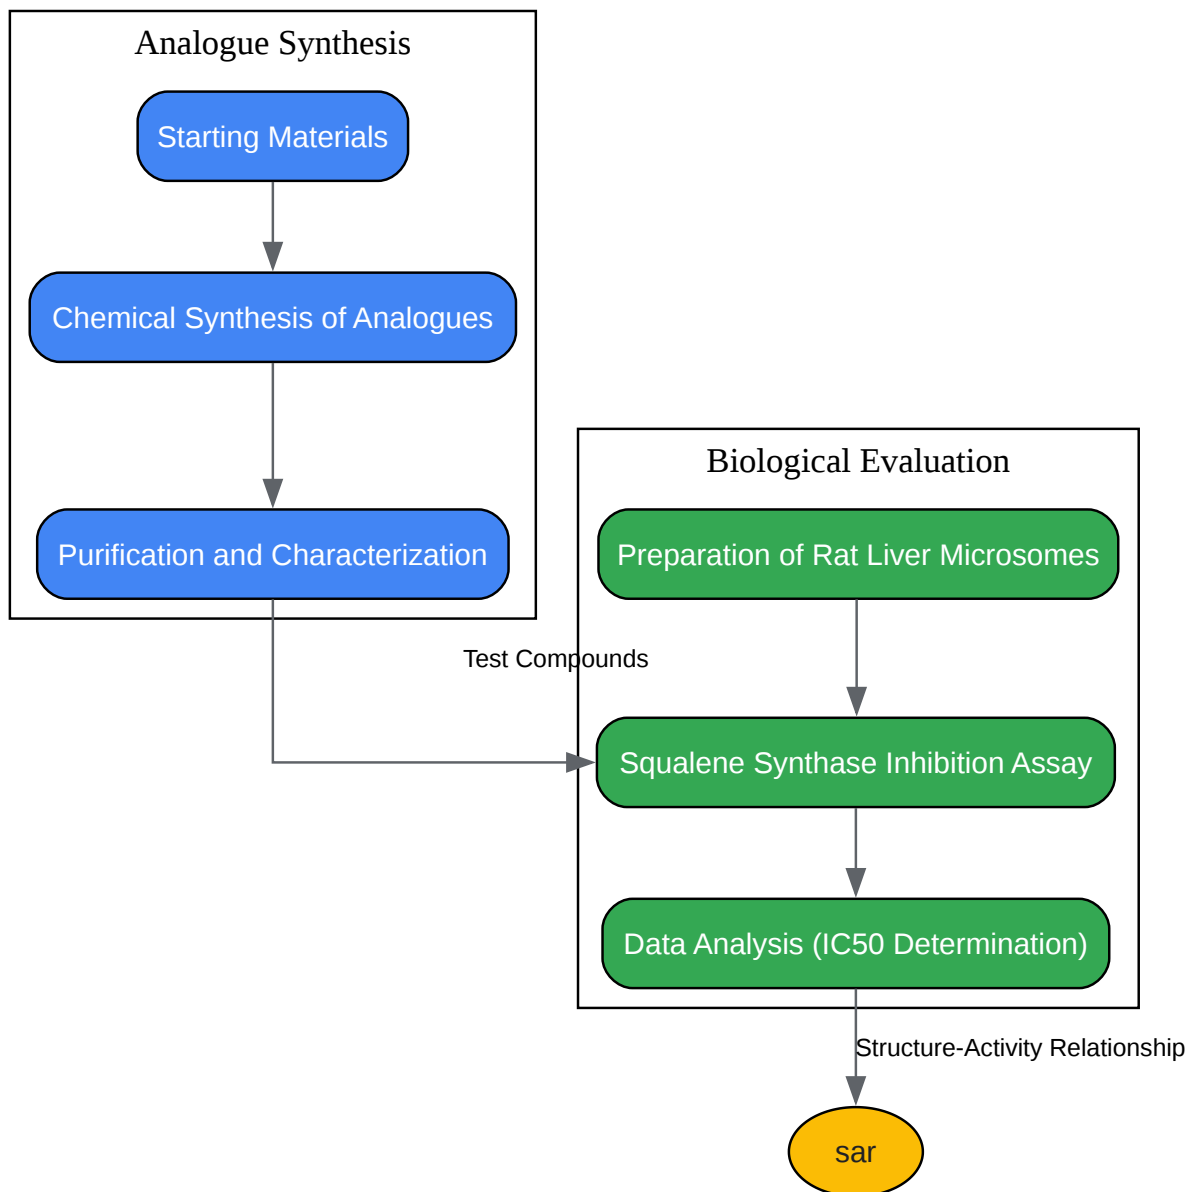 Analogue Synthesis
Starting Materials
Chemical Synthesis of Analogues
Purification and Characterization
Test Compounds
Biological Evaluation
Preparation of Rat Liver Microsomes
Squalene Synthase Inhibition Assay
Data Analysis (IC50 Determination)
Structure-Activity Relationship
sar